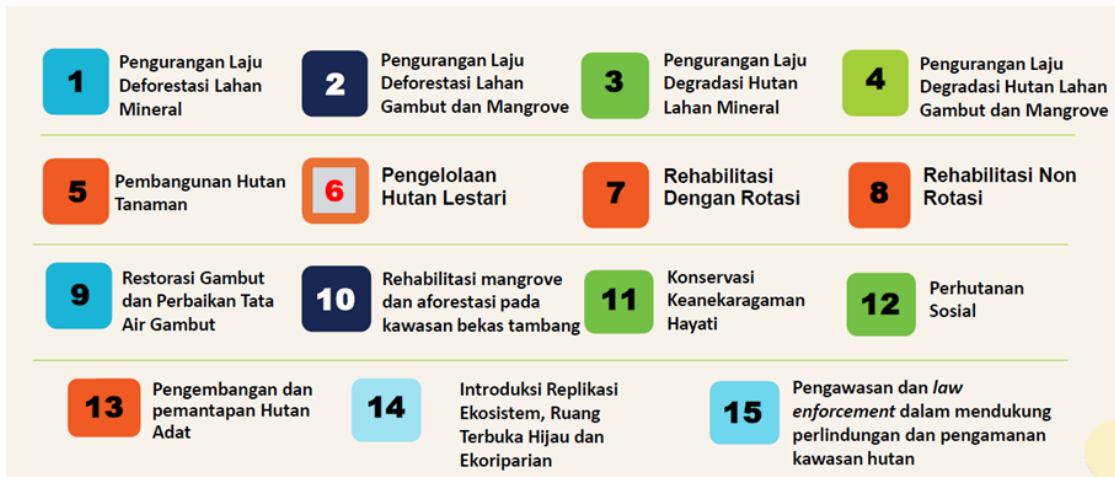 1
Pengurangan Laju
Deforestasi Lahan
Mineral
2
Pengurangan Laju
Deforestasi Lahan
Gambut dan Mangrove
3
Pengurangan Laju
Degradasi Hutan
Lahan Mineral
4
Pengurangan Laju
Degradasi Hutan Lahan
Gambut dan Mangrove
5
Pembangunan Hutan
Tanaman
6
Pengelolaan
Hutan Lestari
7
Rehabilitasi
Dengan Rotasi
8
Rehabilitasi Non
Rotasi
9
Restorasi Gambut
dan Perbaikan Tata
Air Gambut
10
Rehabilitasi mangrove
dan aforestasi pada
kawasan bekas tambang
11
Konservasi
Keanekaragaman
Hayati
12
Perhutanan
Sosial
13
Pengembangan dan
pemantapan Hutan
Adat
14
Introduksi Replikasi
Ekosistem, Ruang
Terbuka Hijau dan
Ekoriparian
15
Pengawasan dan law
enforcement dalam mendukung
perlindungan dan pengamanan
kawasan hutan